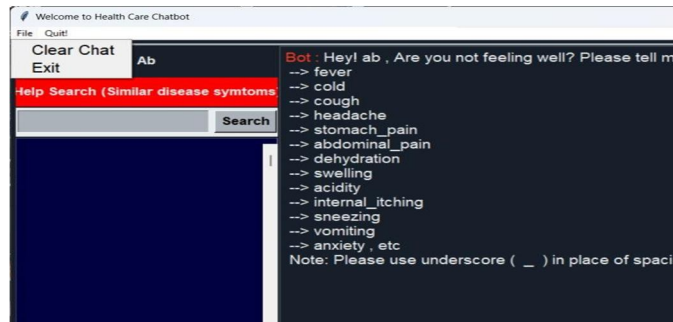 Welcome to Health Care Chatbot
File Quit!
Clear Chat
Exit
Ab
Help Search (Similar disease symtoms
Search
Bot : Hey! ab , Are you not feeling well? Please tell m
--> fever
--> cold
--> cough
--> headache
--> stomach_pain
--> abdominal_pain
--> dehydration
--> swelling
--> acidity
--> internal_itching
--> sneezing
--> vomiting
--> anxiety , etc
Note: Please use underscore ( _ ) in place of spaci